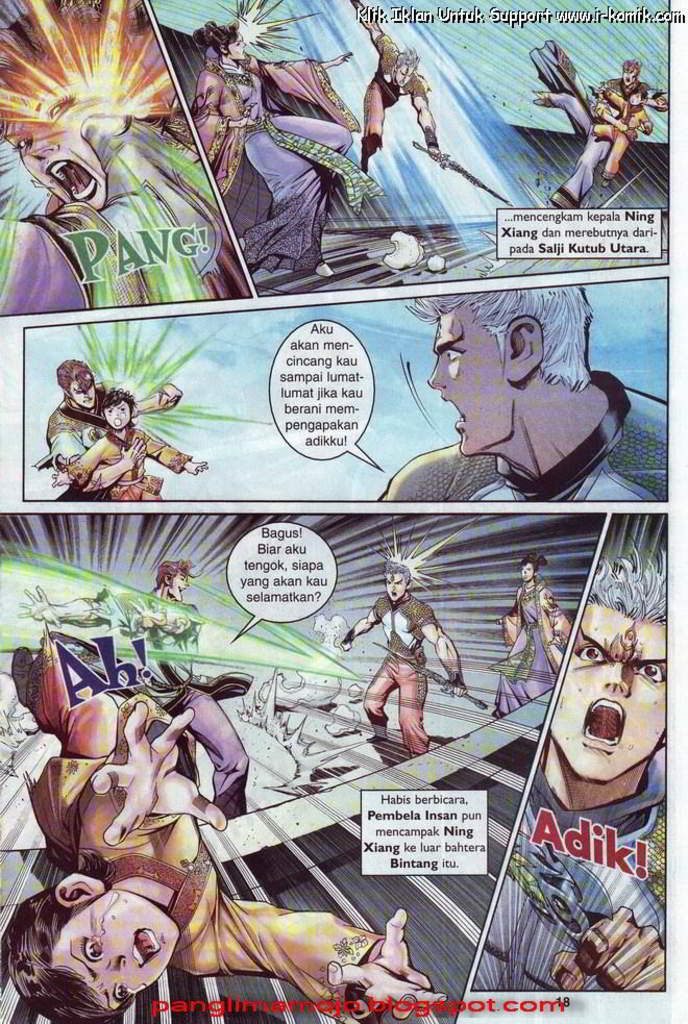 Klik Iklan Untuk Support www.i-komik.com
PANG!
...mencengkam kepala Ning
Xiang dan merebutnya dari-
pada Salji Kutub Utara.
Aku
akan men-
cincang kau
sampai lumat-
lumat jika kau
berani mem-
pengapakan
adikku!
Bagus!
Biar aku
tengok, siapa
yang akan kau
selamatkan?
Ah!
Habis berbicara,
Pembela Insan pun
mencampak Ning
Xiang ke luar bahtera
Bintang itu.
Adik!
18
panglimamojo.blogspot.com